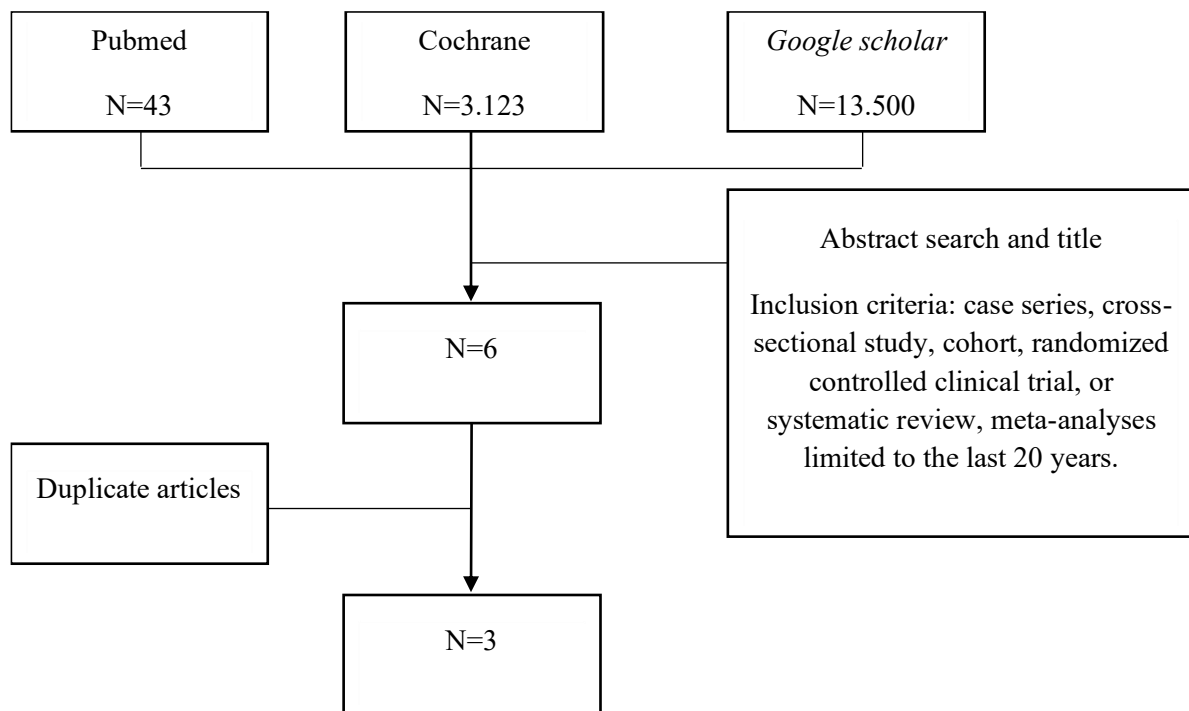 Pubmed
N=43
Cochrane
N=3.123
Google scholar
N=13.500
Abstract search and title
Inclusion criteria: case series, cross-
sectional study, cohort, randomized
controlled clinical trial, or
systematic review, meta-analyses
limited to the last 20 years.
N=6
Duplicate articles
N=3